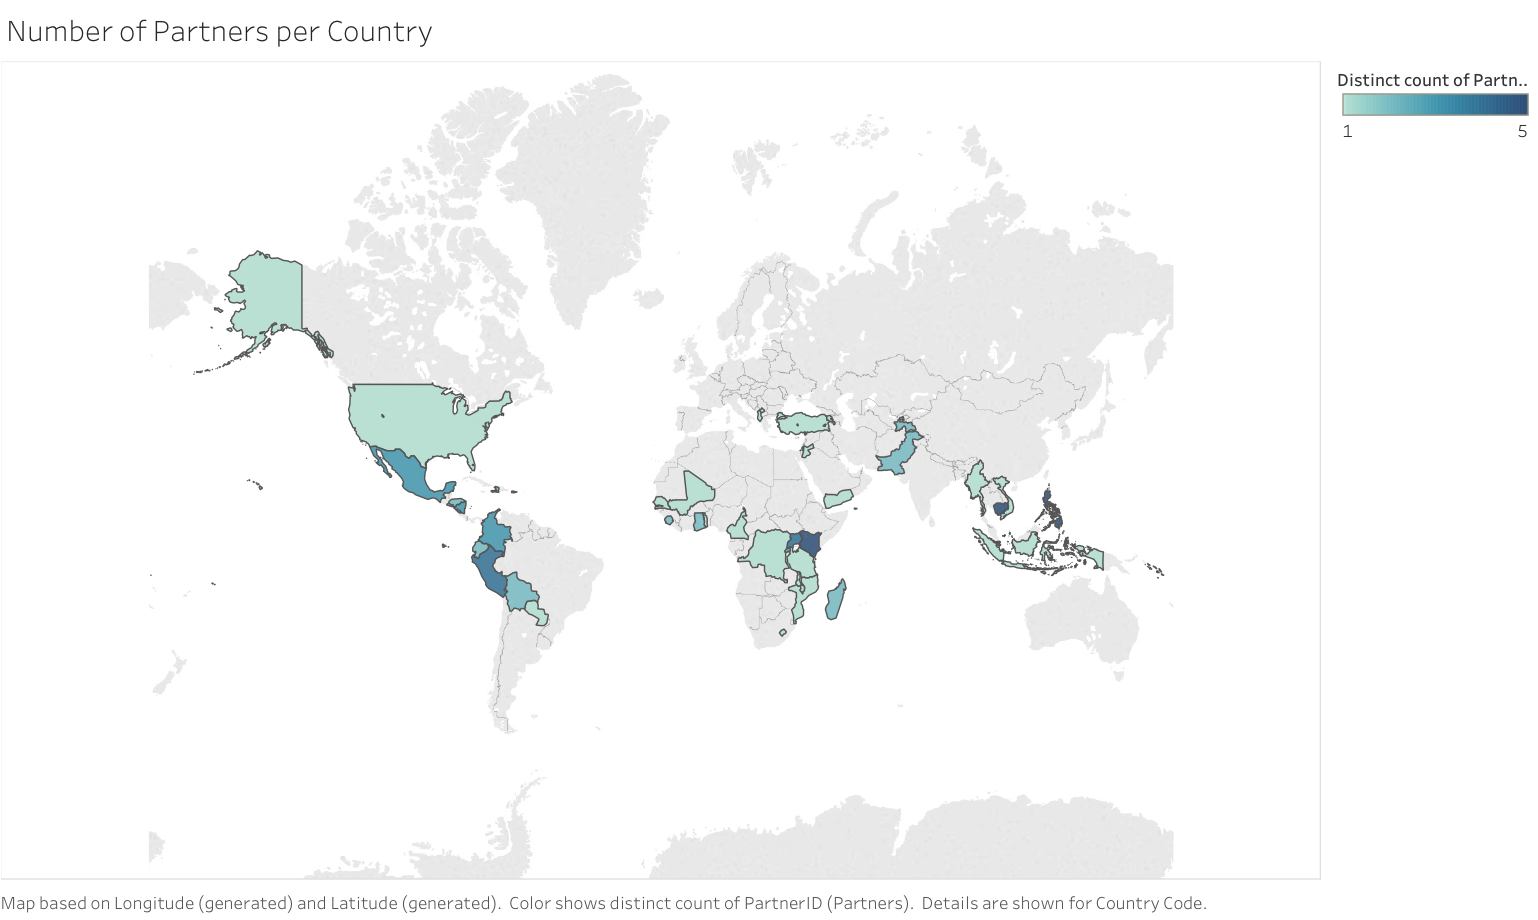 Number of Partners per Country
Distinct count of Partn..
1 5
Map based on Longitude (generated) and Latitude (generated). Color shows distinct count of PartnerID (Partners). Details are shown for Country Code.